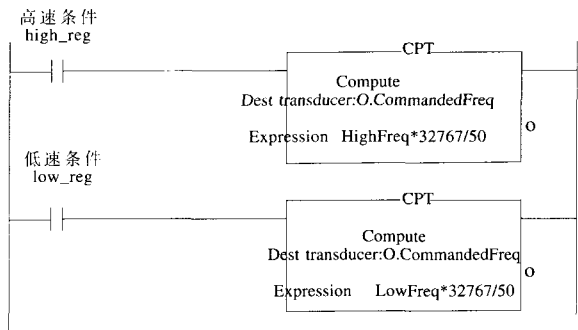 高速条件
high_reg
CPT
Compute
Dest transducer:O.CommandedFreq
O
Expression HighFreq*32767/50
低速条件
low_reg
CPT
Compute
Dest transducer:O.CommandedFreq
O
Expression LowFreq*32767/50